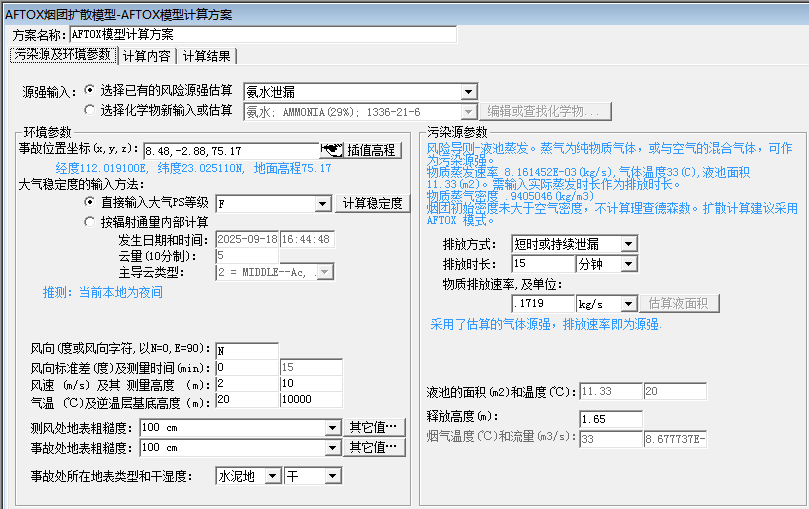 AFTOX烟团扩散模型-AFTOX模型计算方案
方案名称: AFTOX模型计算方案
污染源及环境参数 计算内容 计算结果
源强输入: 选择已有的风险源强估算 氨水泄漏
选择化学物新输入或估算 氨水; AMMONIA(29%); 1336-21-6 编辑或查找化学物...
环境参数
事故位置坐标(x,y,z): 8.48,-2.88,75.17 插值高程
经度112.019100E, 纬度23.025110N, 地面高程75.17
大气稳定度的输入方法:
直接输入大气PS等级 F 计算稳定度
按辐射通量内部计算
发生日期和时间: 2025-09-18 16:44:48
云量(10分制): 5
主导云类型: 2 = MIDDLE--Ac, .
推测: 当前本地为夜间
风向(度或风向字符,以N=0,E=90): N
风向标准差(度)及测量时间(min): 0 15
风速 (m/s) 及其 测量高度 (m): 2 10
气温 (℃)及逆温层基底高度 (m): 20 10000
测风处地表粗糙度: 100 cm 其它值…
事故处地表粗糙度: 100 cm 其它值…
事故处所在地表类型和干湿度: 水泥地 干
污染源参数
风险导则-液池蒸发。蒸气为纯物质气体，或与空气的混合气体，可作
为污染源强。
物质蒸发速率 8.161452E-03(kg/s),气体温度33(C),液池面积
11.33(m2)。需输入实际蒸发时长作为排放时长。
物质蒸气密度 .9405046(kg/m3)
烟团初始密度未大于空气密度，不计算理查德森数。扩散计算建议采用
AFTOX 模式。
排放方式: 短时或持续泄漏
排放时长: 15 分钟
物质排放速率,及单位:
.1719 kg/s 估算液面积
采用了估算的气体源强，排放速率即为源强.
液池的面积(m2)和温度(℃): 11.33 20
释放高度(m): 1.65
烟气温度(℃)和流量(m3/s): 33 8.677737E-